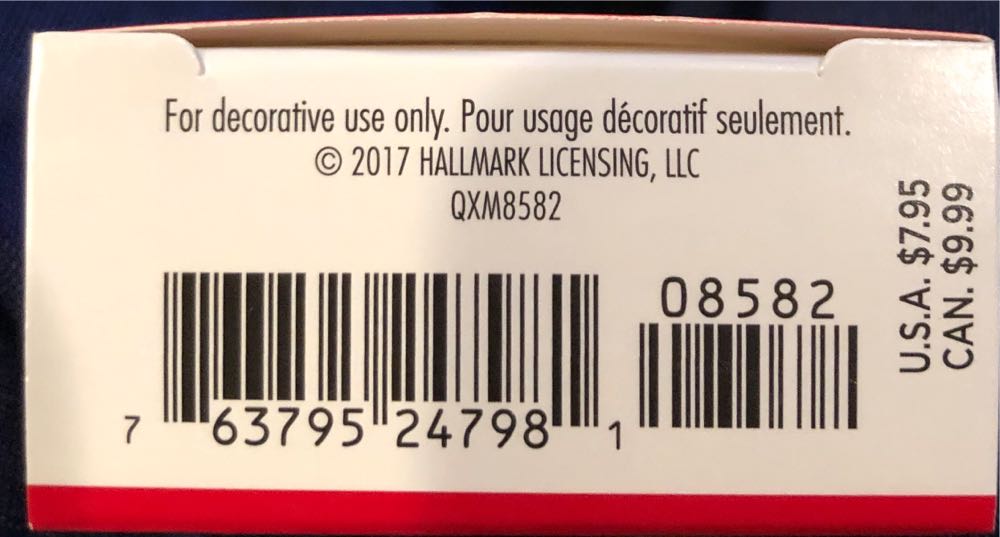 For decorative use only. Pour usage décoratif seulement.
© 2017 HALLMARK LICENSING, LLC
QXM8582
08582
7 63795 24798 1
U.S.A. $7.95
CAN. $9.99